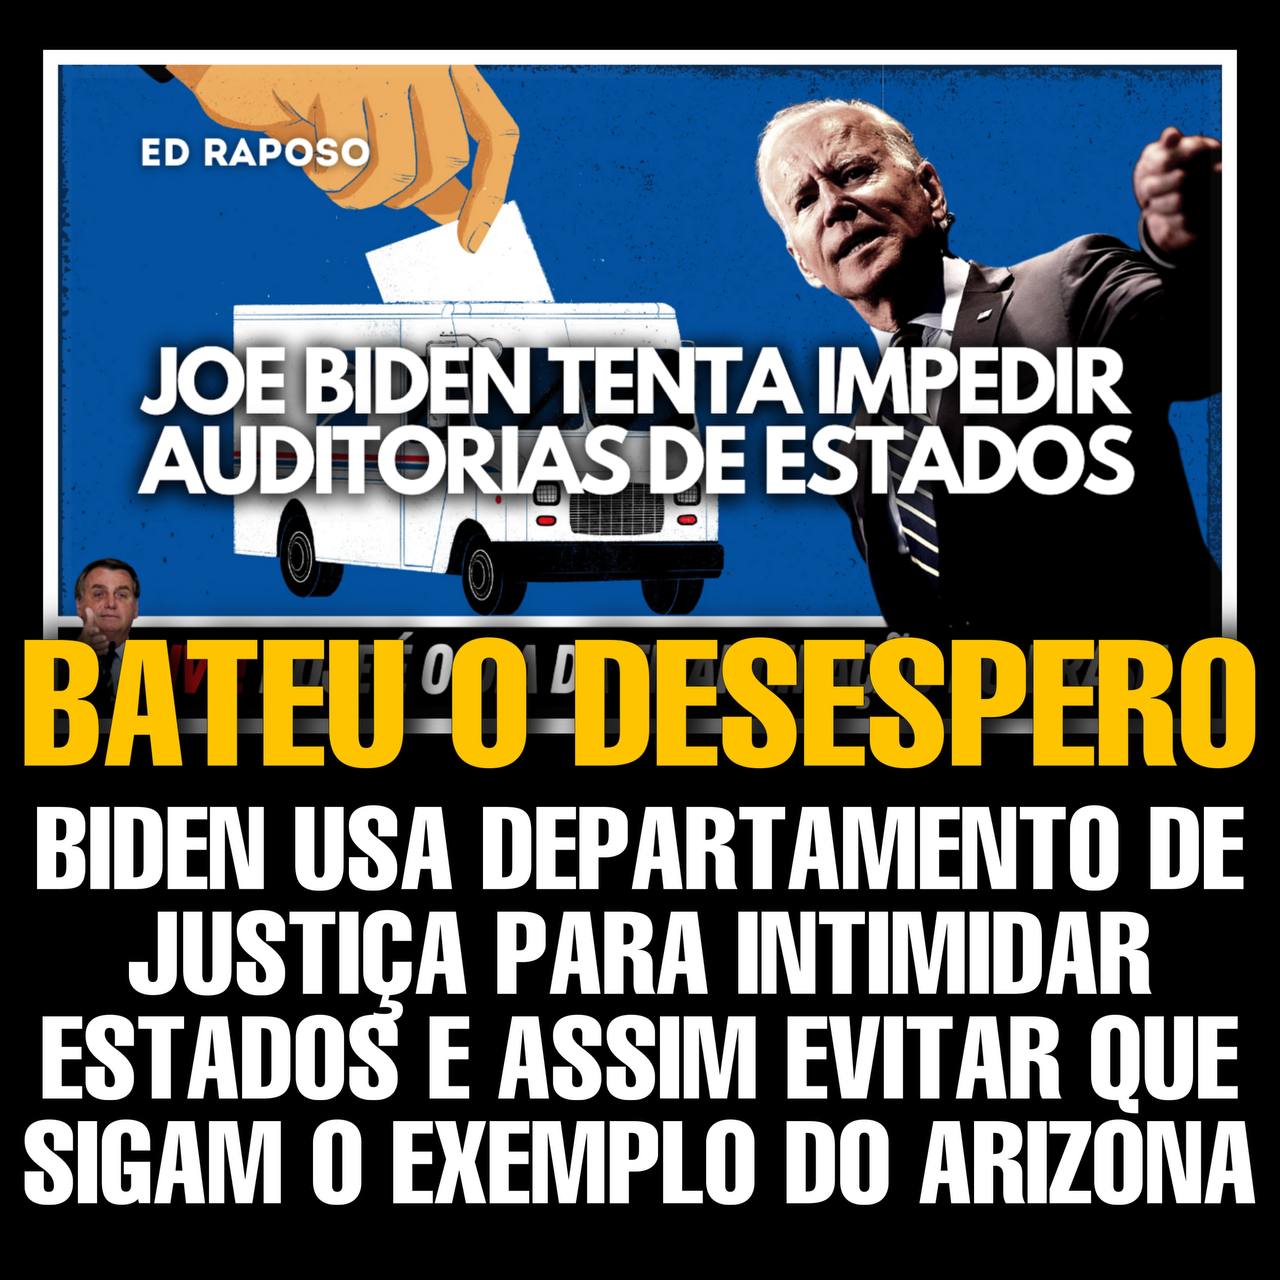 ED RAPOSO
JOE BIDEN TENTA IMPEDIR
AUDITORIAS DE ESTADOS
BATEU O DESESPERO
BIDEN USA DEPARTAMENTO DE
JUSTIÇA PARA INTIMIDAR
ESTADOS E ASSIM EVITAR QUE
SIGAM O EXEMPLO DO ARIZONA